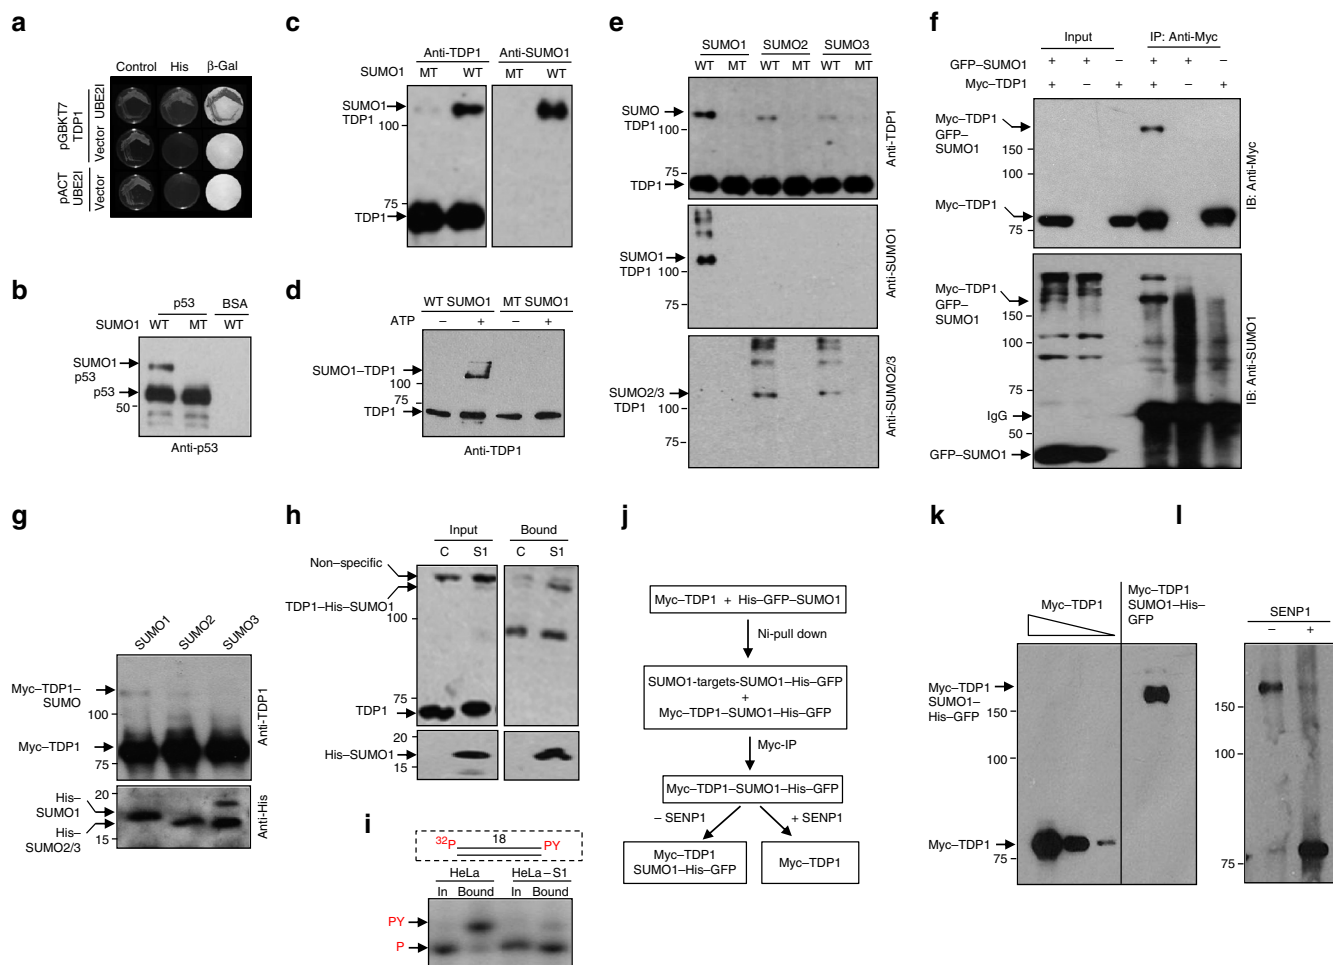 a
Control His β-Gal
pGBKT7
TDP1
UBE2I
Vector
pACT
UBE2I
Vector
b
p53 BSA
SUMO1 WT MT WT
SUMO1
p53
p53
50
Anti-p53
c
Anti-TDP1 Anti-SUMO1
SUMO1 MT WT MT WT
SUMO1
TDP1
100
75
TDP1
d
WT SUMO1 MT SUMO1
ATP – + – +
SUMO1–TDP1
100
75
TDP1
Anti-TDP1
e
SUMO1 SUMO2 SUMO3
WT MT WT MT WT MT
SUMO
TDP1
100
75
TDP1
Anti-TDP1
SUMO1
TDP1
100
75
Anti-SUMO1
SUMO2/3
TDP1
100
75
Anti-SUMO2/3
f
Input IP: Anti-Myc
GFP–SUMO1 + + – + + –
Myc–TDP1 + – + + – +
Myc–TDP1
GFP–
SUMO1
150
100
Myc–TDP1
75
IB: Anti-Myc
Myc–TDP1
GFP–
SUMO1
150
100
75
IgG
50
GFP–SUMO1
IB: Anti-SUMO1
g
SUMO1 SUMO2 SUMO3
Myc–TDP1–
SUMO
100
Myc–TDP1
75
Anti-TDP1
His–
SUMO1
20
His–
SUMO2/3
15
Anti-His
h
Input Bound
C S1 C S1
Non–specific
TDP1–His–SUMO1
100
75
TDP1
20
His–SUMO1
15
i
32P 18 PY
HeLa HeLa–S1
In Bound In Bound
PY
P
j
Myc–TDP1 + His–GFP–SUMO1
Ni-pull down
SUMO1-targets-SUMO1–His–GFP
+
Myc–TDP1–SUMO1–His–GFP
Myc-IP
Myc–TDP1–SUMO1–His–GFP
– SENP1 + SENP1
Myc–TDP1
SUMO1–His–GFP
Myc–TDP1
k
Myc–TDP1
Myc–TDP1
SUMO1–His–
GFP
Myc–TDP1
SUMO1–
His–GFP
150
100
Myc–TDP1
75
l
SENP1
– +
150
100
75